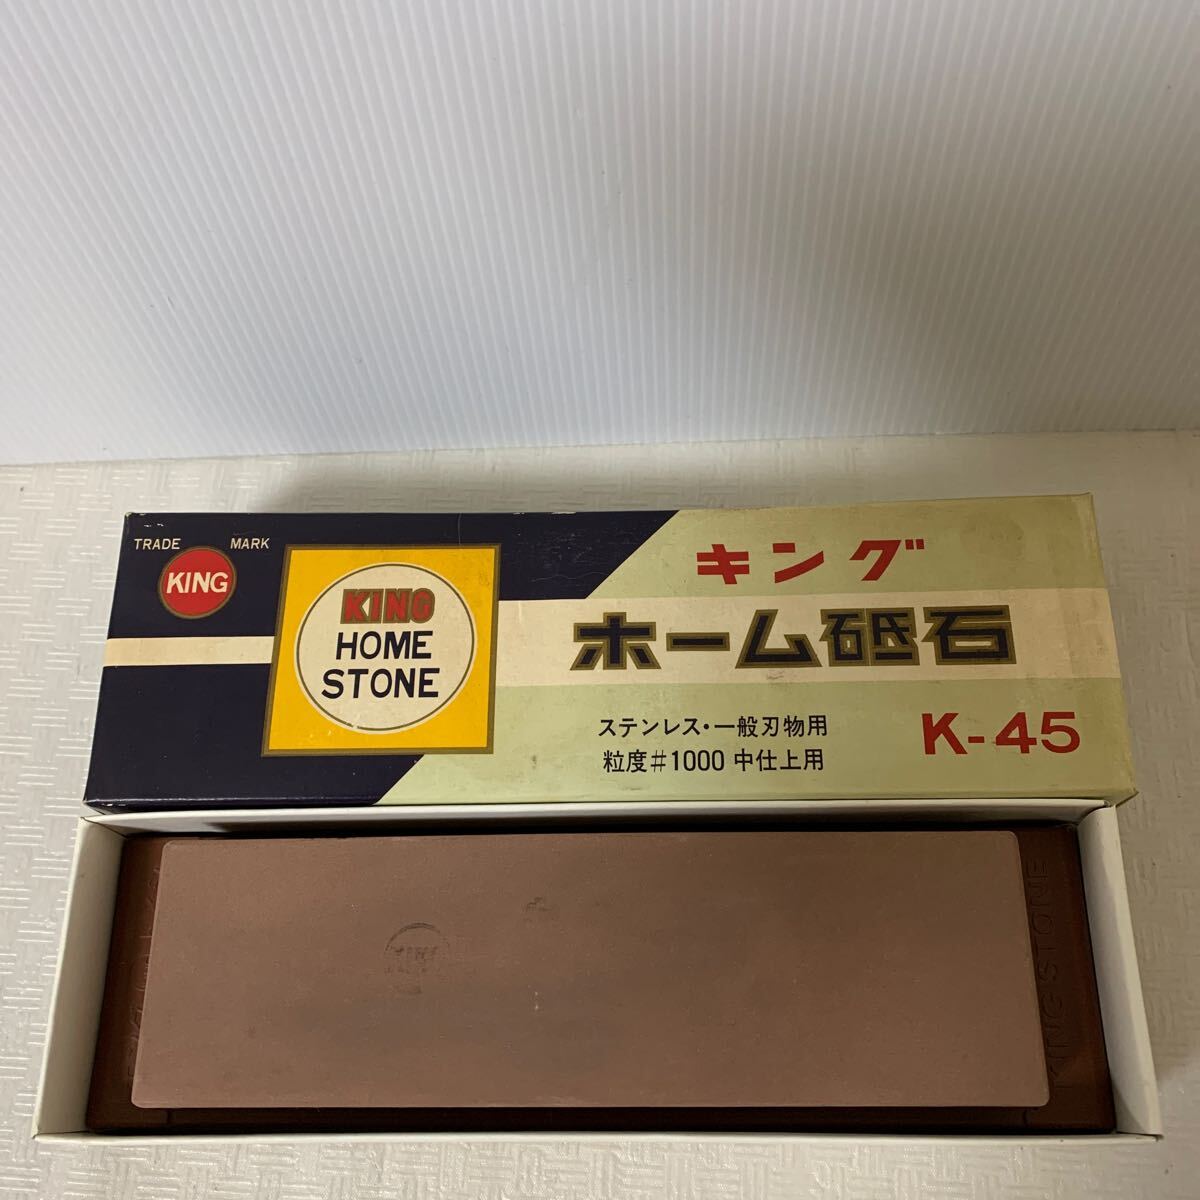 TRADE MARK
KING
KING
HOME
STONE
キング
ホーム砥石
ステンレス・一般刃物用
粒度#1000 中仕上用
K-45
KING
KING STONE